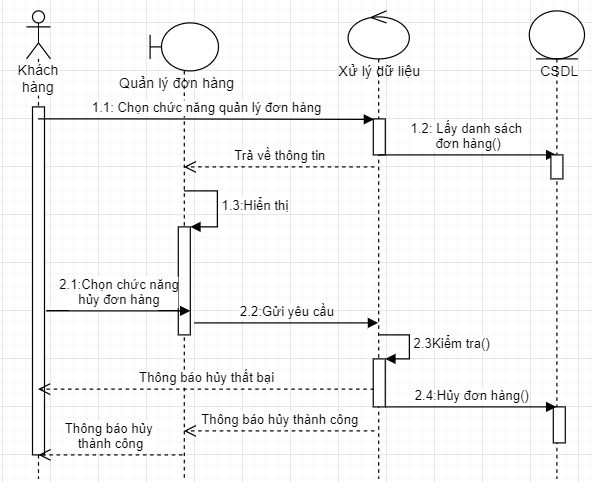 Khách
hàng
Quản lý đơn hàng
Xử lý dữ liệu
CSDL
1.1: Chọn chức năng quản lý đơn hàng
1.2: Lấy danh sách
đơn hàng()
Trả về thông tin
1.3:Hiển thị
2.1:Chọn chức năng
hủy đơn hàng
2.2:Gửi yêu cầu
2.3Kiểm tra()
Thông báo hủy thất bại
2.4:Hủy đơn hàng()
Thông báo hủy thành công
Thông báo hủy
thành công